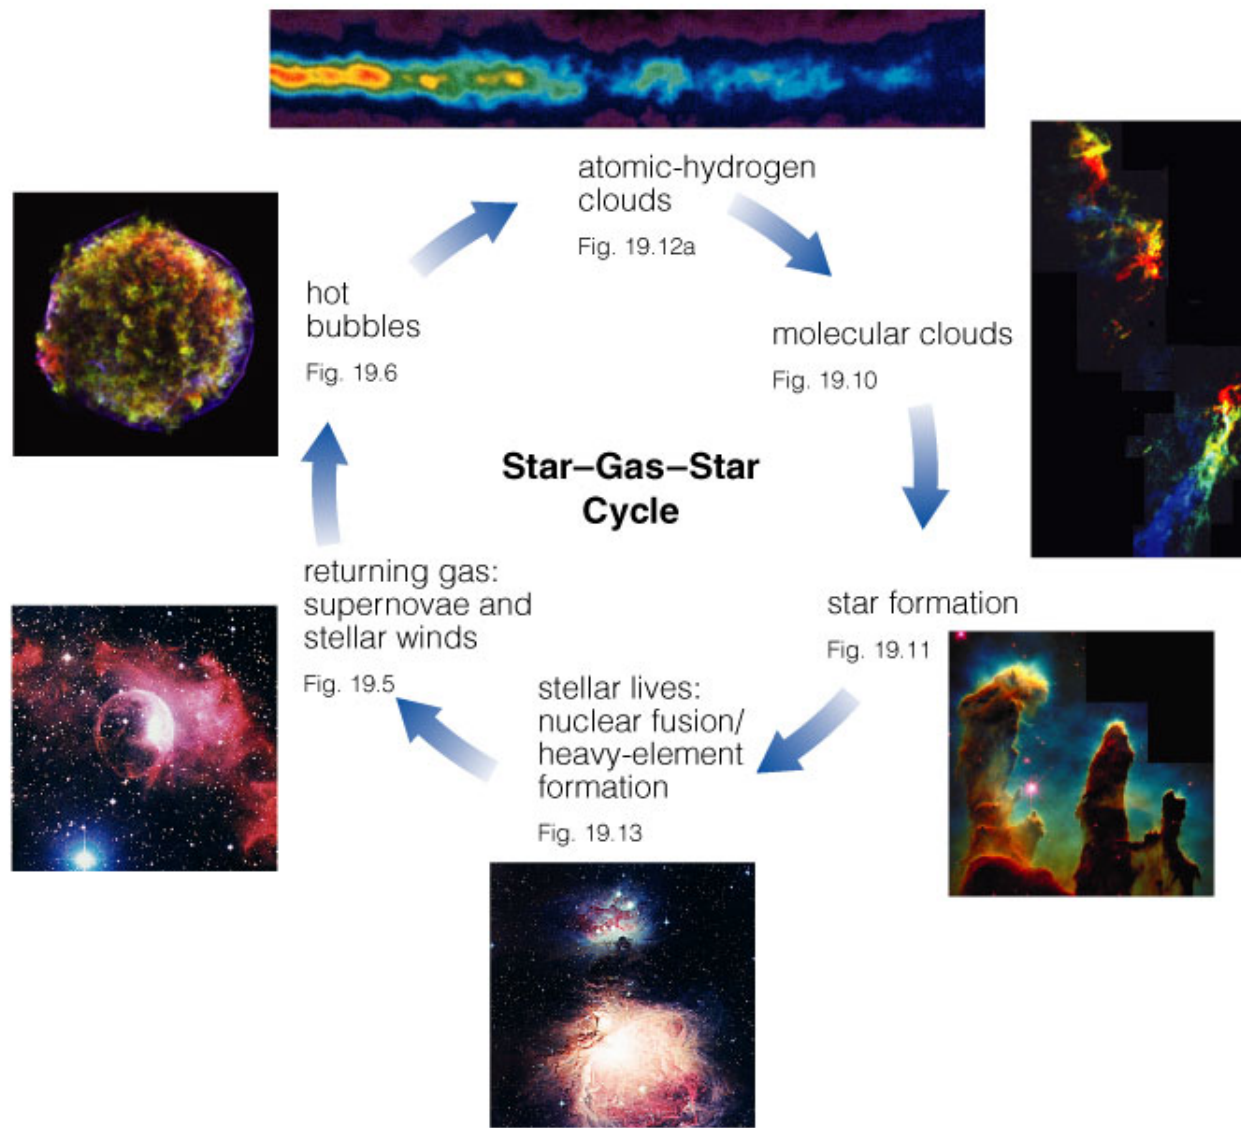 atomic-hydrogen
clouds
Fig. 19.12a
molecular clouds
Fig. 19.10
star formation
Fig. 19.11
stellar lives:
nuclear fusion/
heavy-element
formation
Fig. 19.13
returning gas:
supernovae and
stellar winds
Fig. 19.5
hot
bubbles
Fig. 19.6
Star–Gas–Star
Cycle